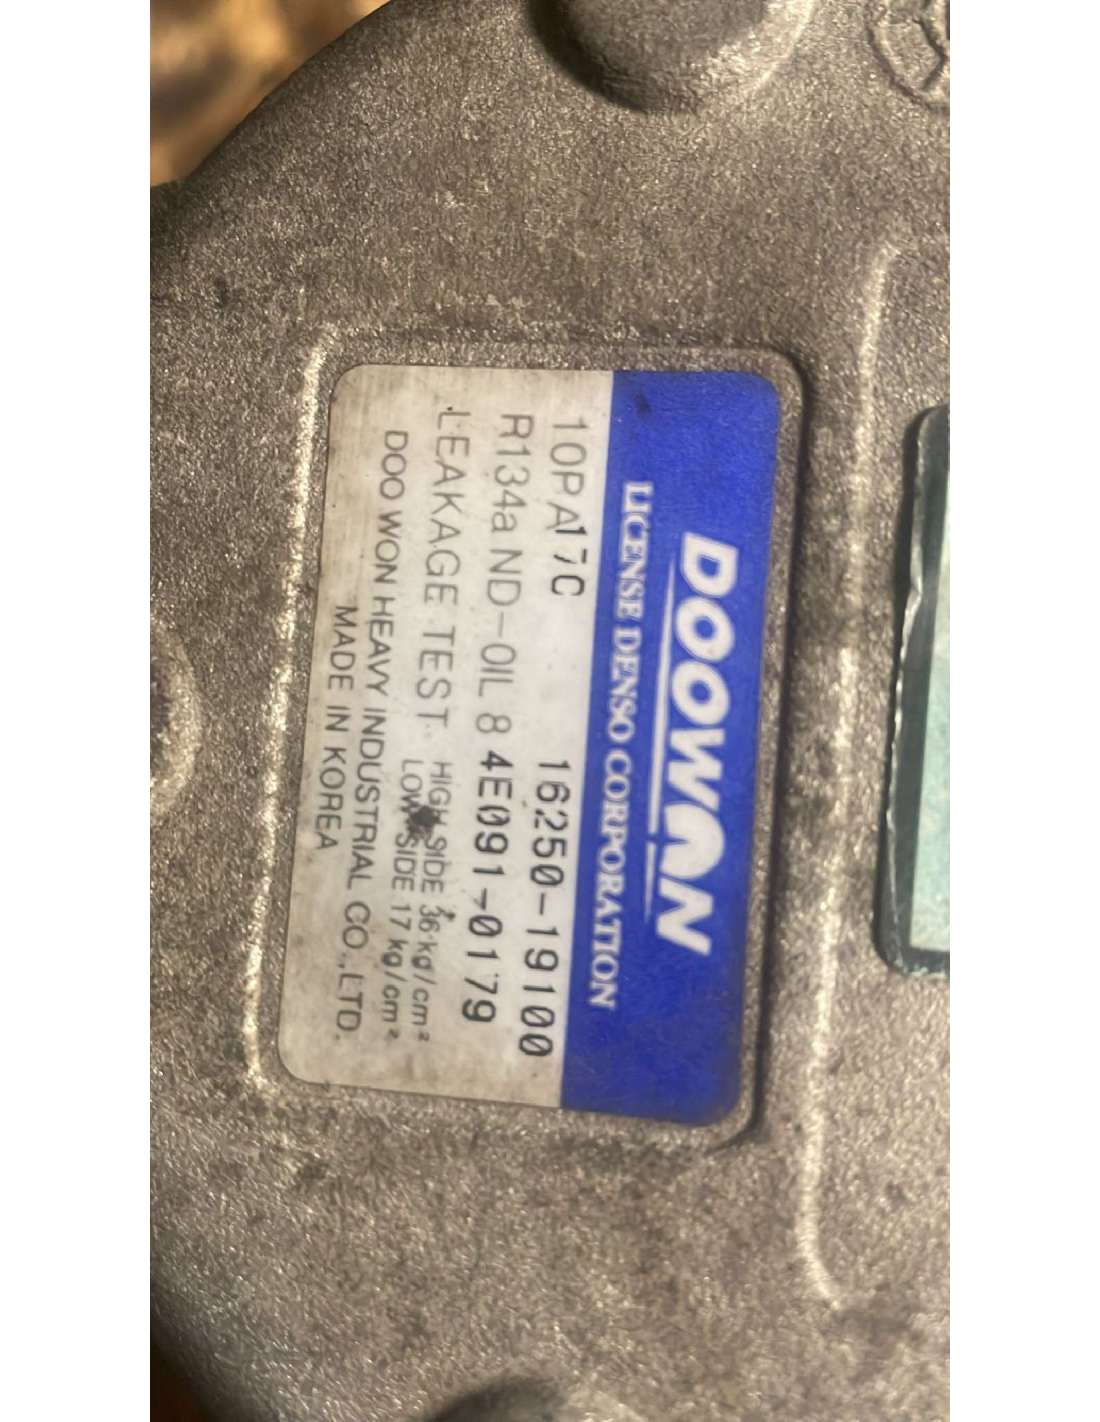 DOOWON
LICENSE DENSO CORPORATION
10PA17C 16250-19100
R134a ND-OIL 8 4E091-0179
LEAKAGE TEST HIGH SIDE 36 kg/cm²
LOW SIDE 17 kg/cm²
DOO WON HEAVY INDUSTRIAL CO.,LTD.
MADE IN KOREA